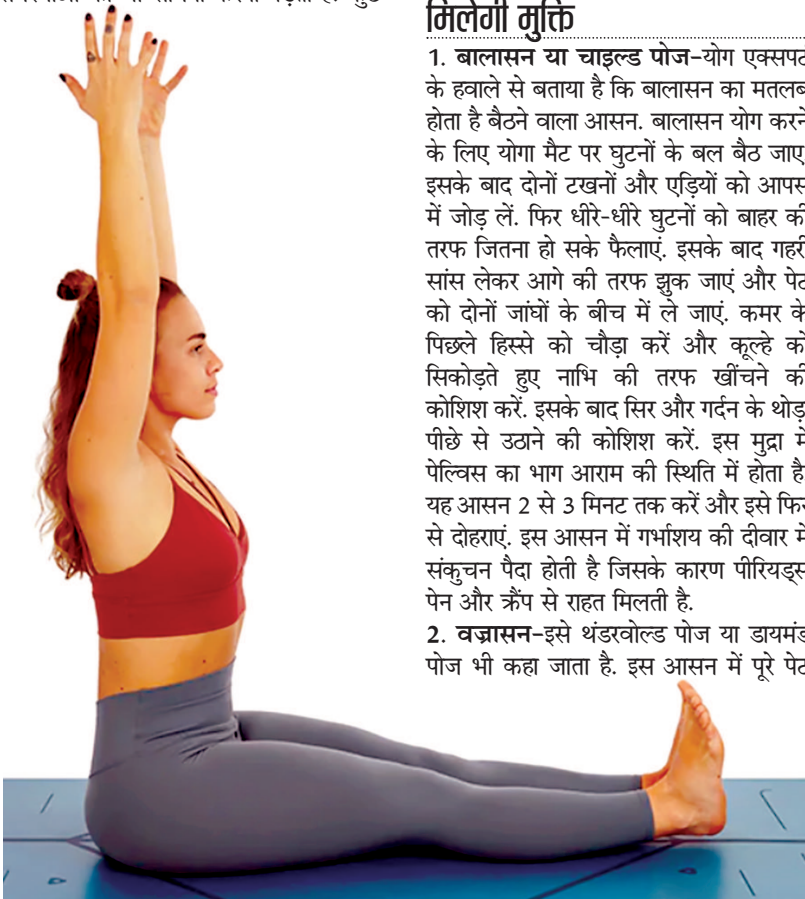 मिलेगी मुक्ति
1. बालासन या चाइल्ड पोज-योग एक्सपर्ट
के हवाले से बताया है कि बालासन का मतलब
होता है बैठने वाला आसन. बालासन योग करने
के लिए योगा मैट पर घुटनों के बल बैठ जाए
इसके बाद दोनों टखनों और एड़ियों को आपस
में जोड़ लें. फिर धीरे-धीरे घुटनों को बाहर की
तरफ जितना हो सके फैलाएं. इसके बाद गहरी
सांस लेकर आगे की तरफ झुक जाएं और पेट
को दोनों जांघों के बीच में ले जाएं. कमर के
पिछले हिस्से को चौड़ा करें और कूल्हे को
सिकोड़ते हुए नाभि की तरफ खींचने की
कोशिश करें. इसके बाद सिर और गर्दन के थोड़
पीछे से उठाने की कोशिश करें. इस मुद्रा में
पेल्विस का भाग आराम की स्थिति में होता है
यह आसन 2 से 3 मिनट तक करें और इसे फिर
से दोहराएं. इस आसन में गर्भाशय की दीवार में
संकुचन पैदा होती है जिसके कारण पीरियड्स
पेन और क्रैंप से राहत मिलती है.
2. वज्रासन-इसे थंडरवोल्ड पोज या डायमंड
पोज भी कहा जाता है. इस आसन में पूरे पेट